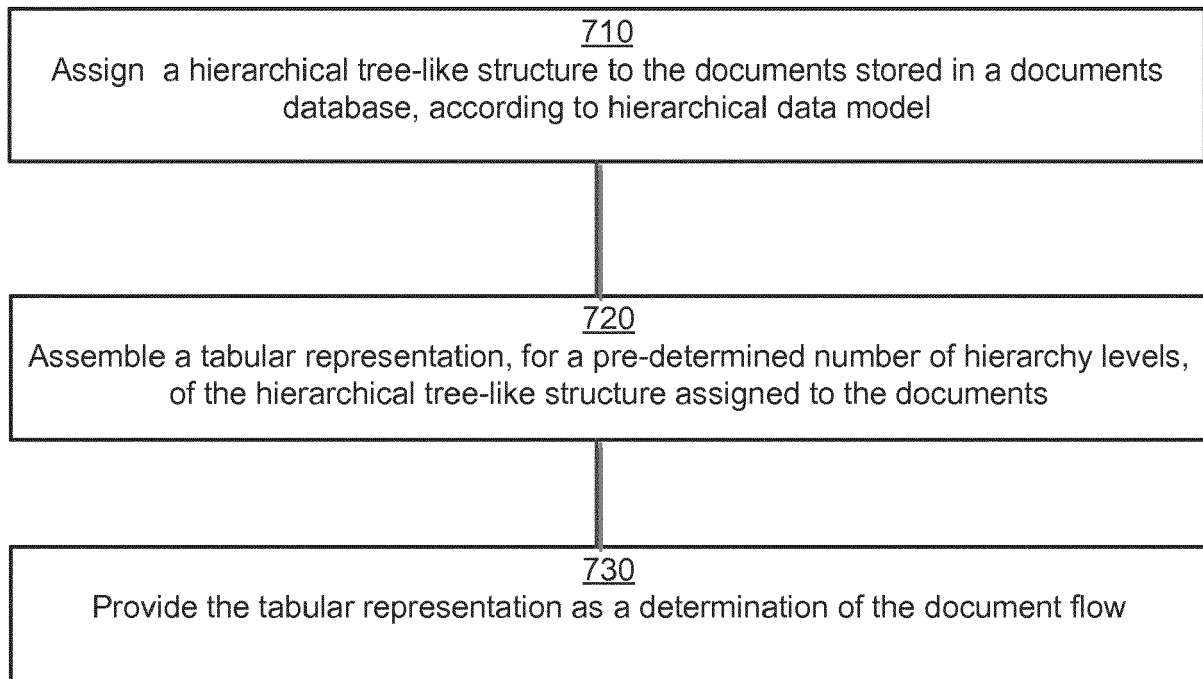 710
Assign a hierarchical tree-like structure to the documents stored in a documents
database, according to hierarchical data model
720
Assemble a tabular representation, for a pre-determined number of hierarchy levels,
of the hierarchical tree-like structure assigned to the documents
730
Provide the tabular representation as a determination of the document flow